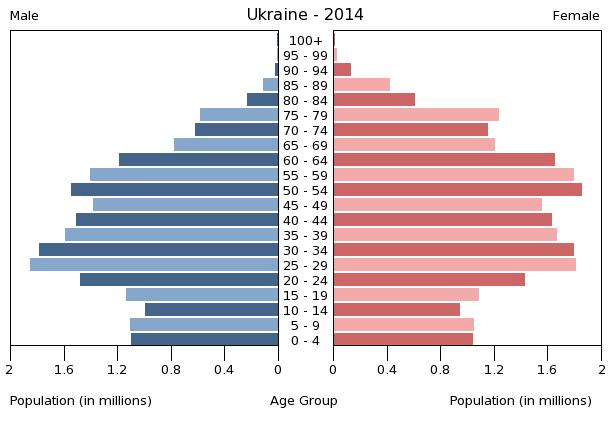 Ukraine - 2014
Male
Female
100+
95 - 99
90 - 94
85 - 89
80 - 84
75 - 79
70 - 74
65 - 69
60 - 64
55 - 59
50 - 54
45 - 49
40 - 44
35 - 39
30 - 34
25 - 29
20 - 24
15 - 19
10 - 14
5 - 9
0 - 4
2 1.6 1.2 0.8 0.4 0 0 0.4 0.8 1.2 1.6 2
Population (in millions) Age Group Population (in millions)